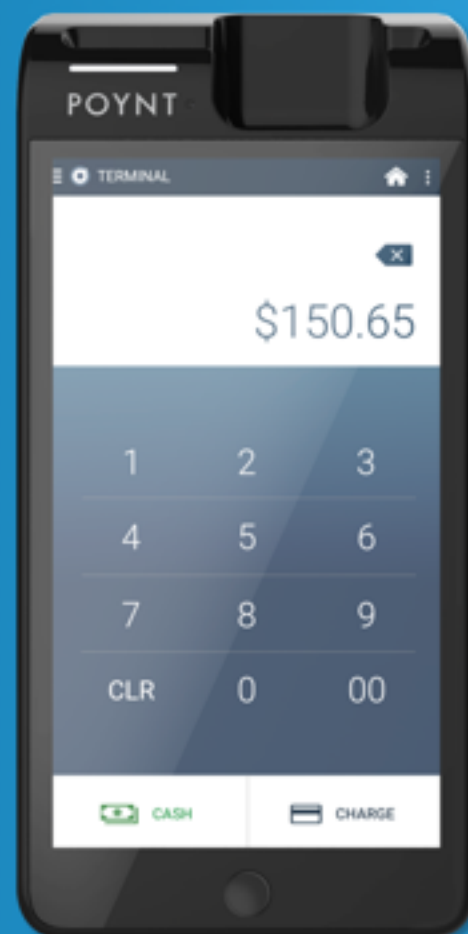 POYNT
TERMINAL
$150.65
1 2 3
4 5 6
7 8 9
CLR 0 00
CASH CHARGE